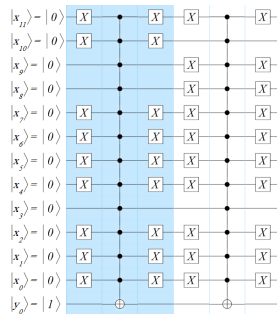 |x₁₁⟩ = |0⟩ X X X X
|x₁₀⟩ = |0⟩ X X
|x₉⟩ = |0⟩ X X
|x₈⟩ = |0⟩ X X
|x₇⟩ = |0⟩ X X X X
|x₆⟩ = |0⟩ X X X X
|x₅⟩ = |0⟩ X X X X
|x₄⟩ = |0⟩ X X X X
|x₃⟩ = |0⟩
|x₂⟩ = |0⟩ X X X X
|x₁⟩ = |0⟩ X X X X
|x₀⟩ = |0⟩ X X X X
|y₀⟩ = |1⟩